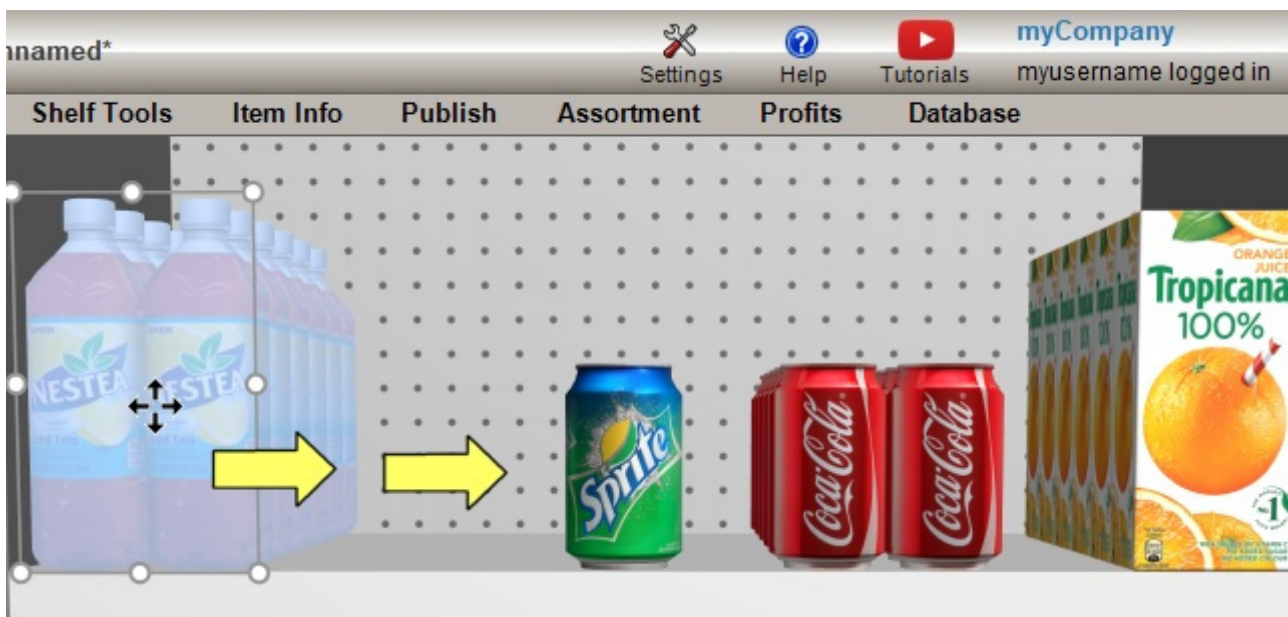 nnamed*
Settings
Help
Tutorials
myCompany
myusername logged in
Shelf Tools
Item Info
Publish
Assortment
Profits
Database
NESTEA
NESTEA
Sprite
Coca-Cola
Coca-Cola
ORANGE
JUICE
Tropicana
100%